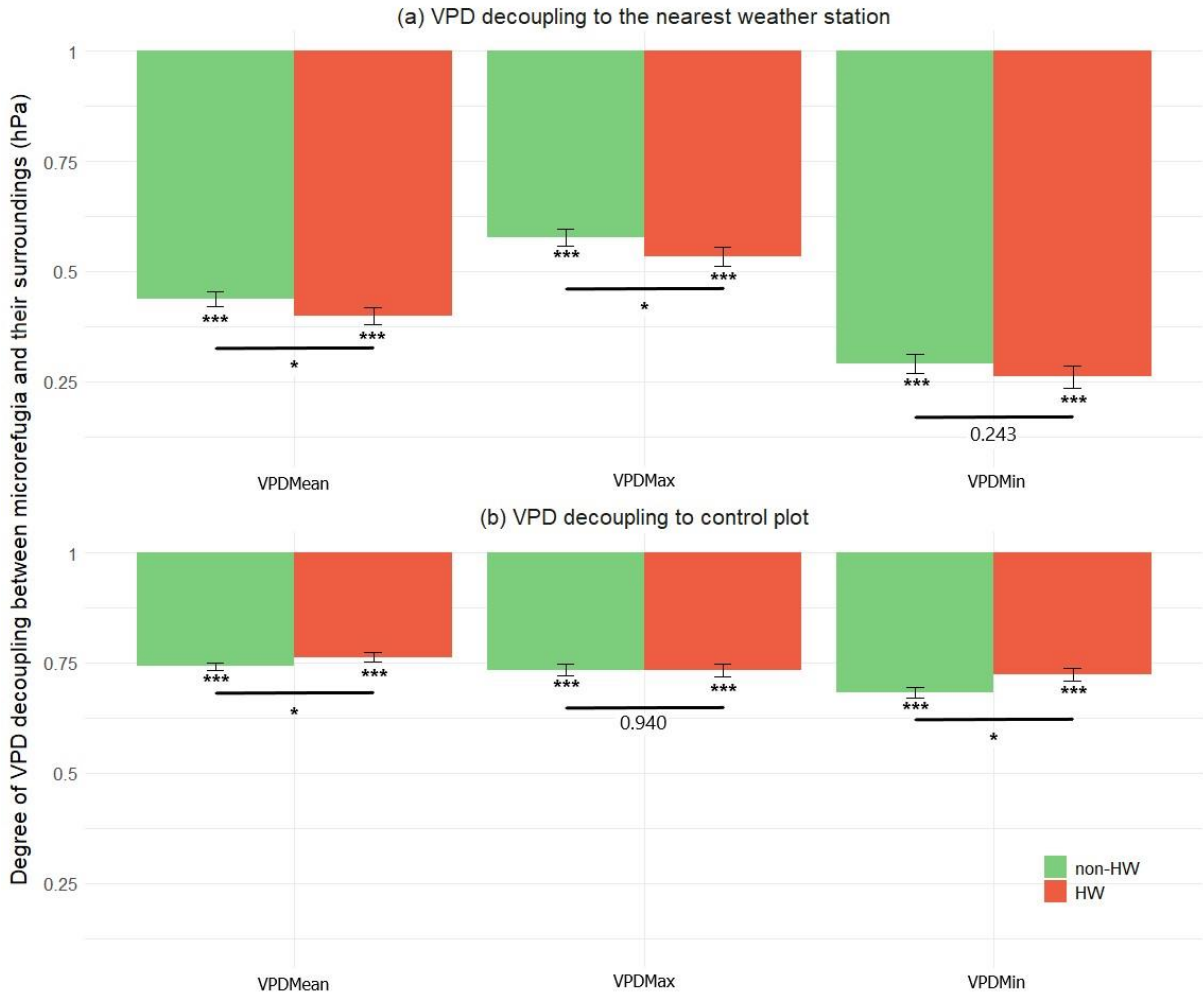 (a) VPD decoupling to the nearest weather station
Degree of VPD decoupling between microrefugia and their surroundings (hPa)
1
0.75
0.5
0.25
***
***
*
***
***
*
***
***
0.243
VPDMean
VPDMax
VPDMin
(b) VPD decoupling to control plot
1
0.75
0.5
0.25
***
***
*
***
***
0.940
***
***
*
non-HW
HW
VPDMean
VPDMax
VPDMin